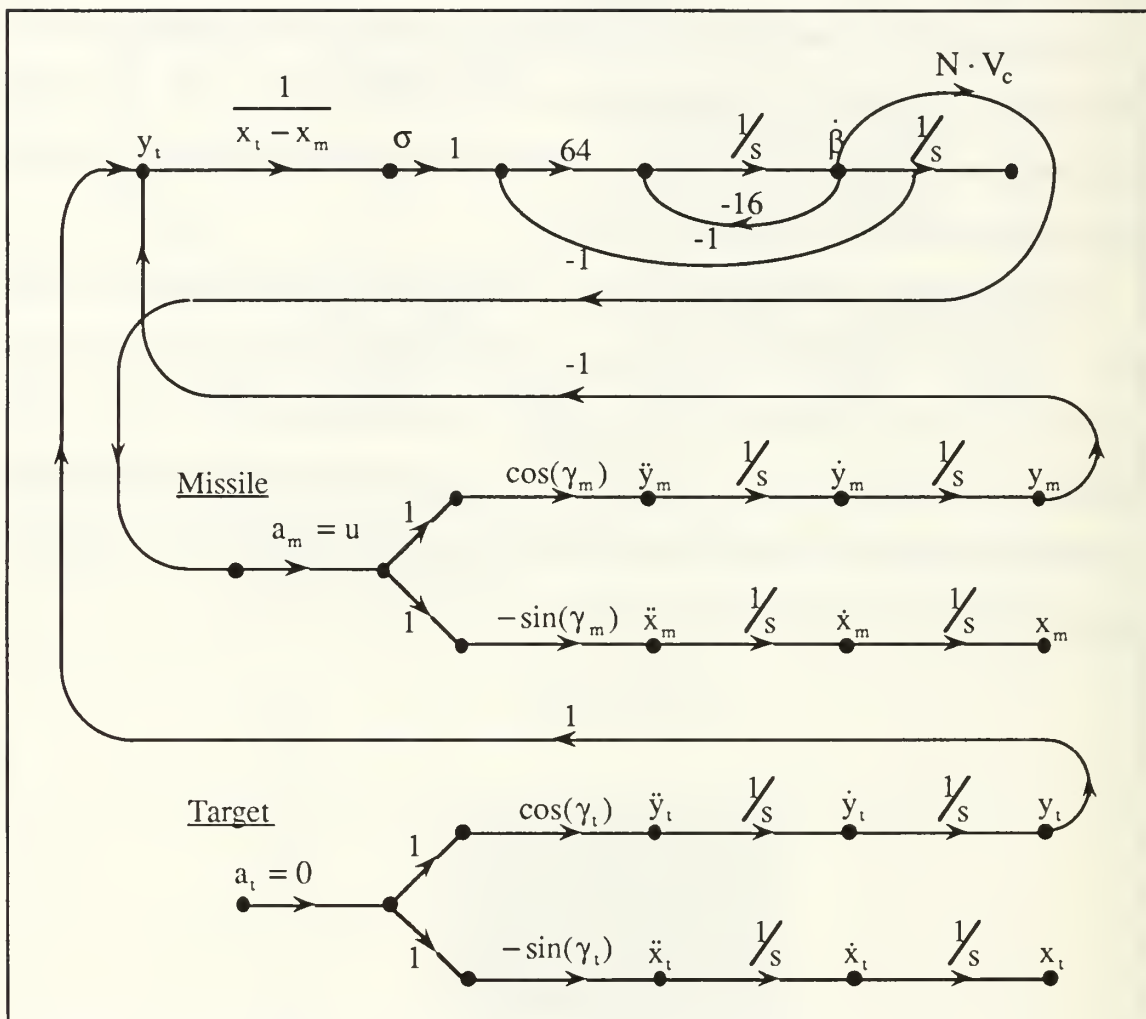 N · V_c
1
x_t − x_m
y_t
σ
1
64
1/s
β̇
1/s
-16
-1
-1
-1
Missile
a_m = u
1
cos(γ_m)
ÿ_m
1/s
ẏ_m
1/s
y_m
1
−sin(γ_m)
ẍ_m
1/s
ẋ_m
1/s
x_m
1
Target
a_t = 0
1
cos(γ_t)
ÿ_t
1/s
ẏ_t
1/s
y_t
1
−sin(γ_t)
ẍ_t
1/s
ẋ_t
1/s
x_t